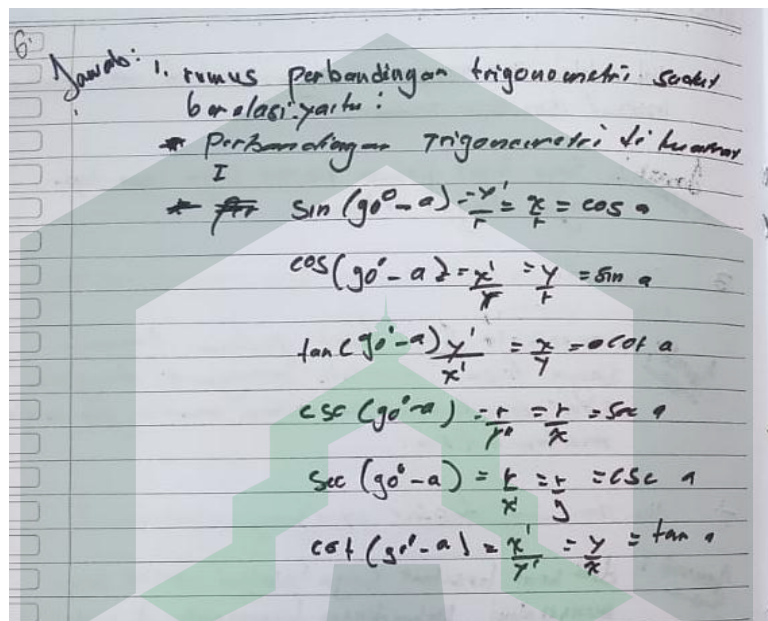 6.
Jawab: 1. rumus perbandingan trigonometri sudut
berelasi yaitu :
* Perbandingan Trigonometri di kuadran
I
* sin (90° - a) = y'/r = x/r = cos a
cos (90° - a) = x'/r = y/r = sin a
tan (90° - a) y'/x' = x/y = cot a
csc (90° - a) = r/y' = r/x = sec a
sec (90° - a) = r/x = r/y = csc a
cot (90° - a) = x'/y' = y/x = tan a